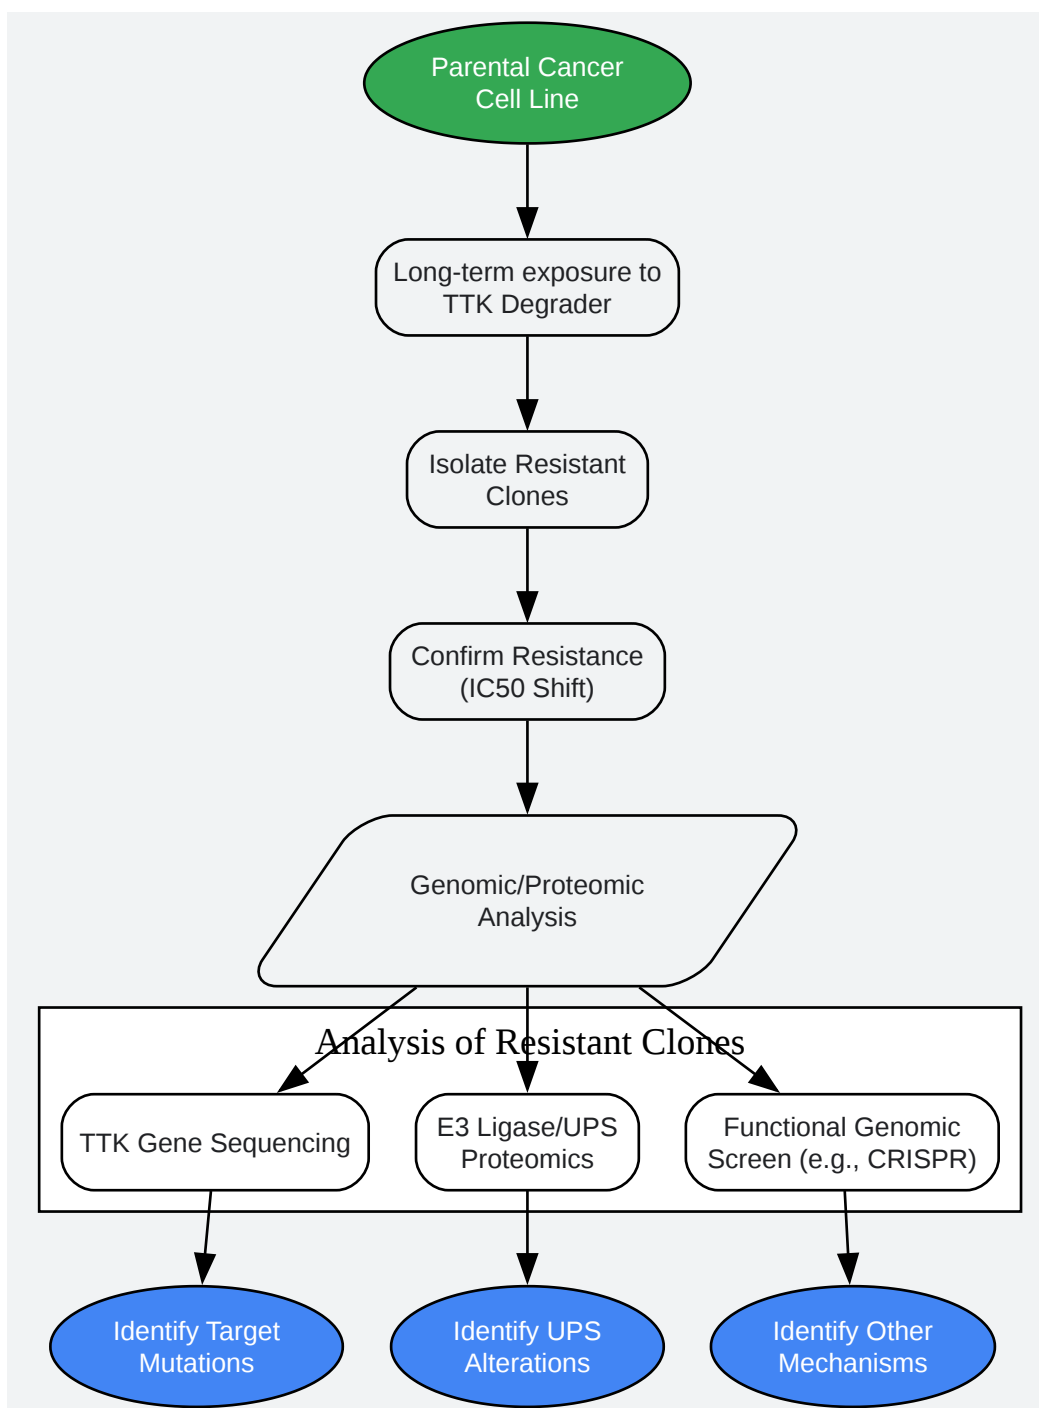 Parental Cancer
Cell Line
Long-term exposure to
TTK Degrader
Isolate Resistant
Clones
Confirm Resistance
(IC50 Shift)
Genomic/Proteomic
Analysis
Analysis of Resistant Clones
TTK Gene Sequencing
E3 Ligase/UPS
Proteomics
Functional Genomic
Screen (e.g., CRISPR)
Identify Target
Mutations
Identify UPS
Alterations
Identify Other
Mechanisms